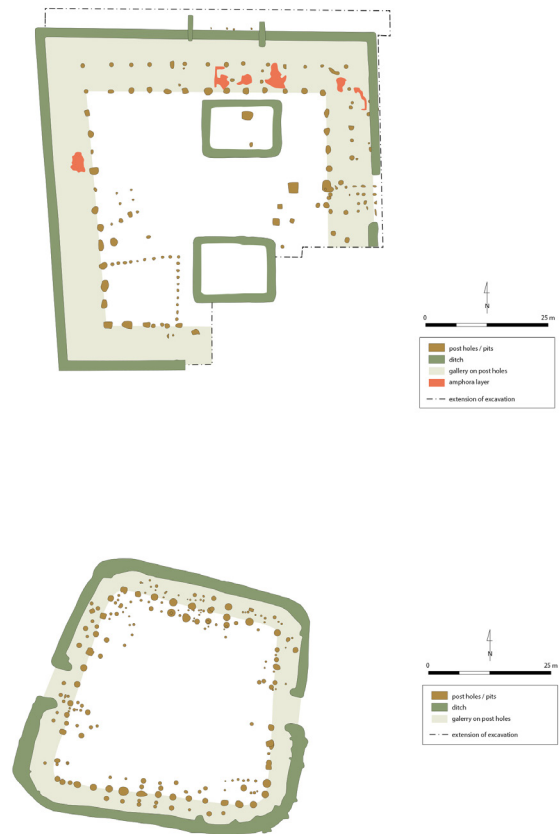 N
0 25 m
post holes / pits
ditch
gallery on post holes
amphora layer
extension of excavation
N
0 25 m
post holes / pits
ditch
galerry on post holes
extension of excavation